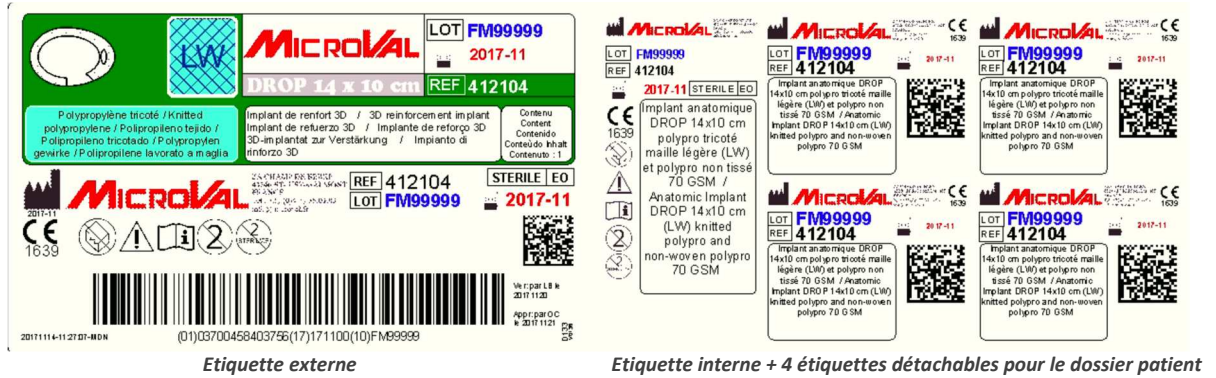 LW
MICROVAL
LOT FM99999
2017-11
DROP 14 x 10 cm
REF 412104
Polypropylène tricoté / Knitted
polypropylene / Polipropileno tejido /
Polipropileno tricotado / Polypropylen
gewirke / Polipropilene lavorato a maglia
Implant de renfort 3D / 3D reinforcement implant
Implant de refuerzo 3D / Implante de reforço 3D
3D-implantat zur Verstärkung / Impianto di
rinforzo 3D
Contenu
Content
Contenido
Conteúdo Inhalt
Contenuto : 1
2017-11
MICROVAL
REF 412104
LOT FM99999
STERILE EO
2017-11
CE
1639
2
2
Ver: par LB le
20171120
Appr: par OC
le 20171121
20171114-11:27:07-MDN
(01)03700458403756(17)171100(10)FM99999
Etiquette externe
MICROVAL
LOT FM99999
REF 412104
2017-11 STERILE EO
CE
1639
2
2
Implant anatomique
DROP 14x10 cm
polypro tricoté
maille légère (LW)
et polypro non tissé
70 GSM /
Anatomic Implant
DROP 14x10 cm
(LW) knitted
polypro and
non-woven polypro
70 GSM
MICROVAL
CE
1639
LOT FM99999
REF 412104
2017-11
Implant anatomique DROP
14x10 cm polypro tricoté maille
légère (LW) et polypro non
tissé 70 GSM / Anatomic
Implant DROP 14x10 cm (LW)
knitted polypro and non-woven
polypro 70 GSM
MICROVAL
CE
1639
LOT FM99999
REF 412104
2017-11
Implant anatomique DROP
14x10 cm polypro tricoté maille
légère (LW) et polypro non
tissé 70 GSM / Anatomic
Implant DROP 14x10 cm (LW)
knitted polypro and non-woven
polypro 70 GSM
MICROVAL
CE
1639
LOT FM99999
REF 412104
2017-11
Implant anatomique DROP
14x10 cm polypro tricoté maille
légère (LW) et polypro non
tissé 70 GSM / Anatomic
Implant DROP 14x10 cm (LW)
knitted polypro and non-woven
polypro 70 GSM
MICROVAL
CE
1639
LOT FM99999
REF 412104
2017-11
Implant anatomique DROP
14x10 cm polypro tricoté maille
légère (LW) et polypro non
tissé 70 GSM / Anatomic
Implant DROP 14x10 cm (LW)
knitted polypro and non-woven
polypro 70 GSM
Etiquette interne + 4 étiquettes détachables pour le dossier patient